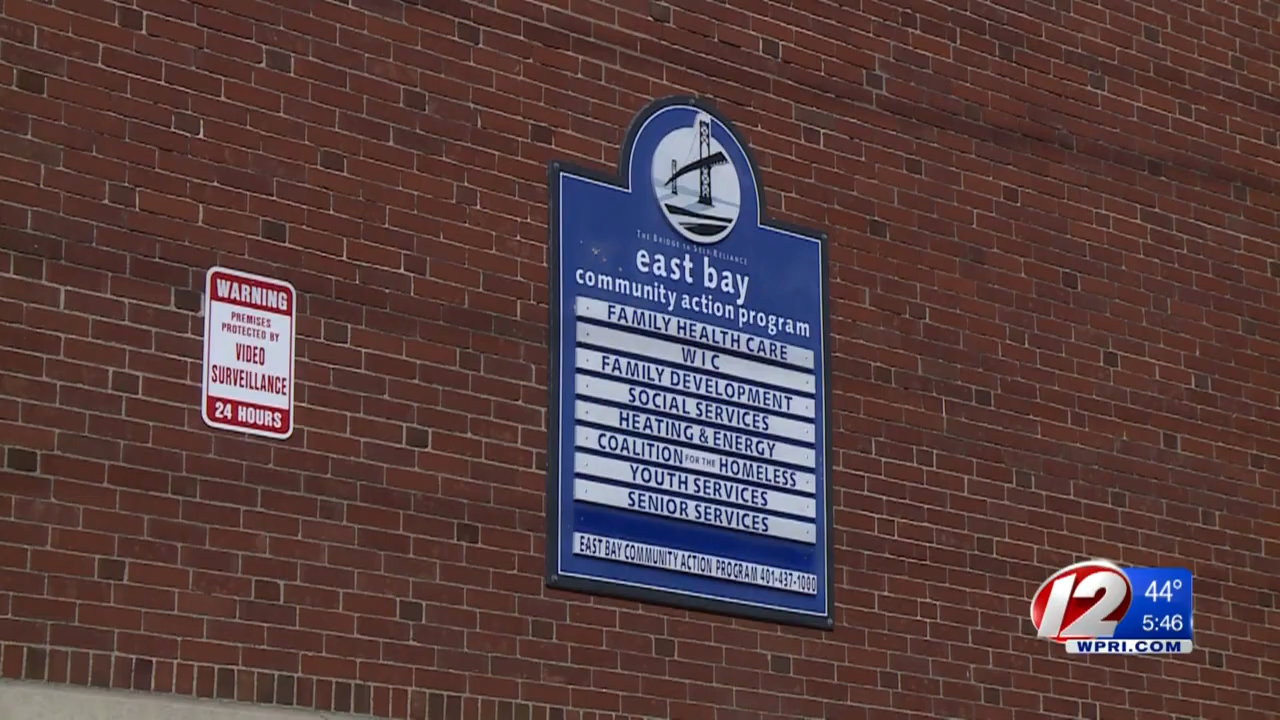 WARNING
PREMISES
PROTECTED BY
VIDEO
SURVEILLANCE
24 HOURS
THE BRIDGE TO SELF RELIANCE
east bay
community action program
FAMILY HEALTH CARE
WIC
FAMILY DEVELOPMENT
SOCIAL SERVICES
HEATING & ENERGY
COALITION FOR THE HOMELESS
YOUTH SERVICES
SENIOR SERVICES
EAST BAY COMMUNITY ACTION PROGRAM 401-437-1000
12
44°
5:46
WPRI.COM